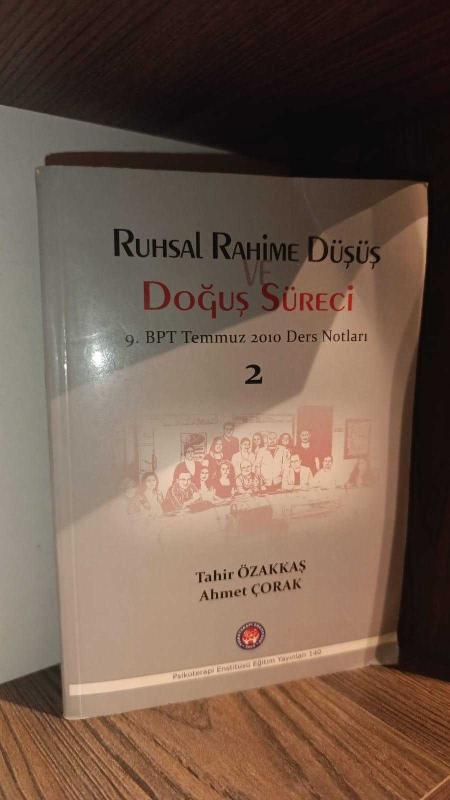 RUHSAL RAHİME DÜŞÜŞ
VE
DOĞUŞ SÜRECİ
9. BPT Temmuz 2010 Ders Notları
2
Tahir ÖZAKKAŞ
Ahmet ÇORAK
Psikoterapi Enstitüsü Eğitim Yayınları 140